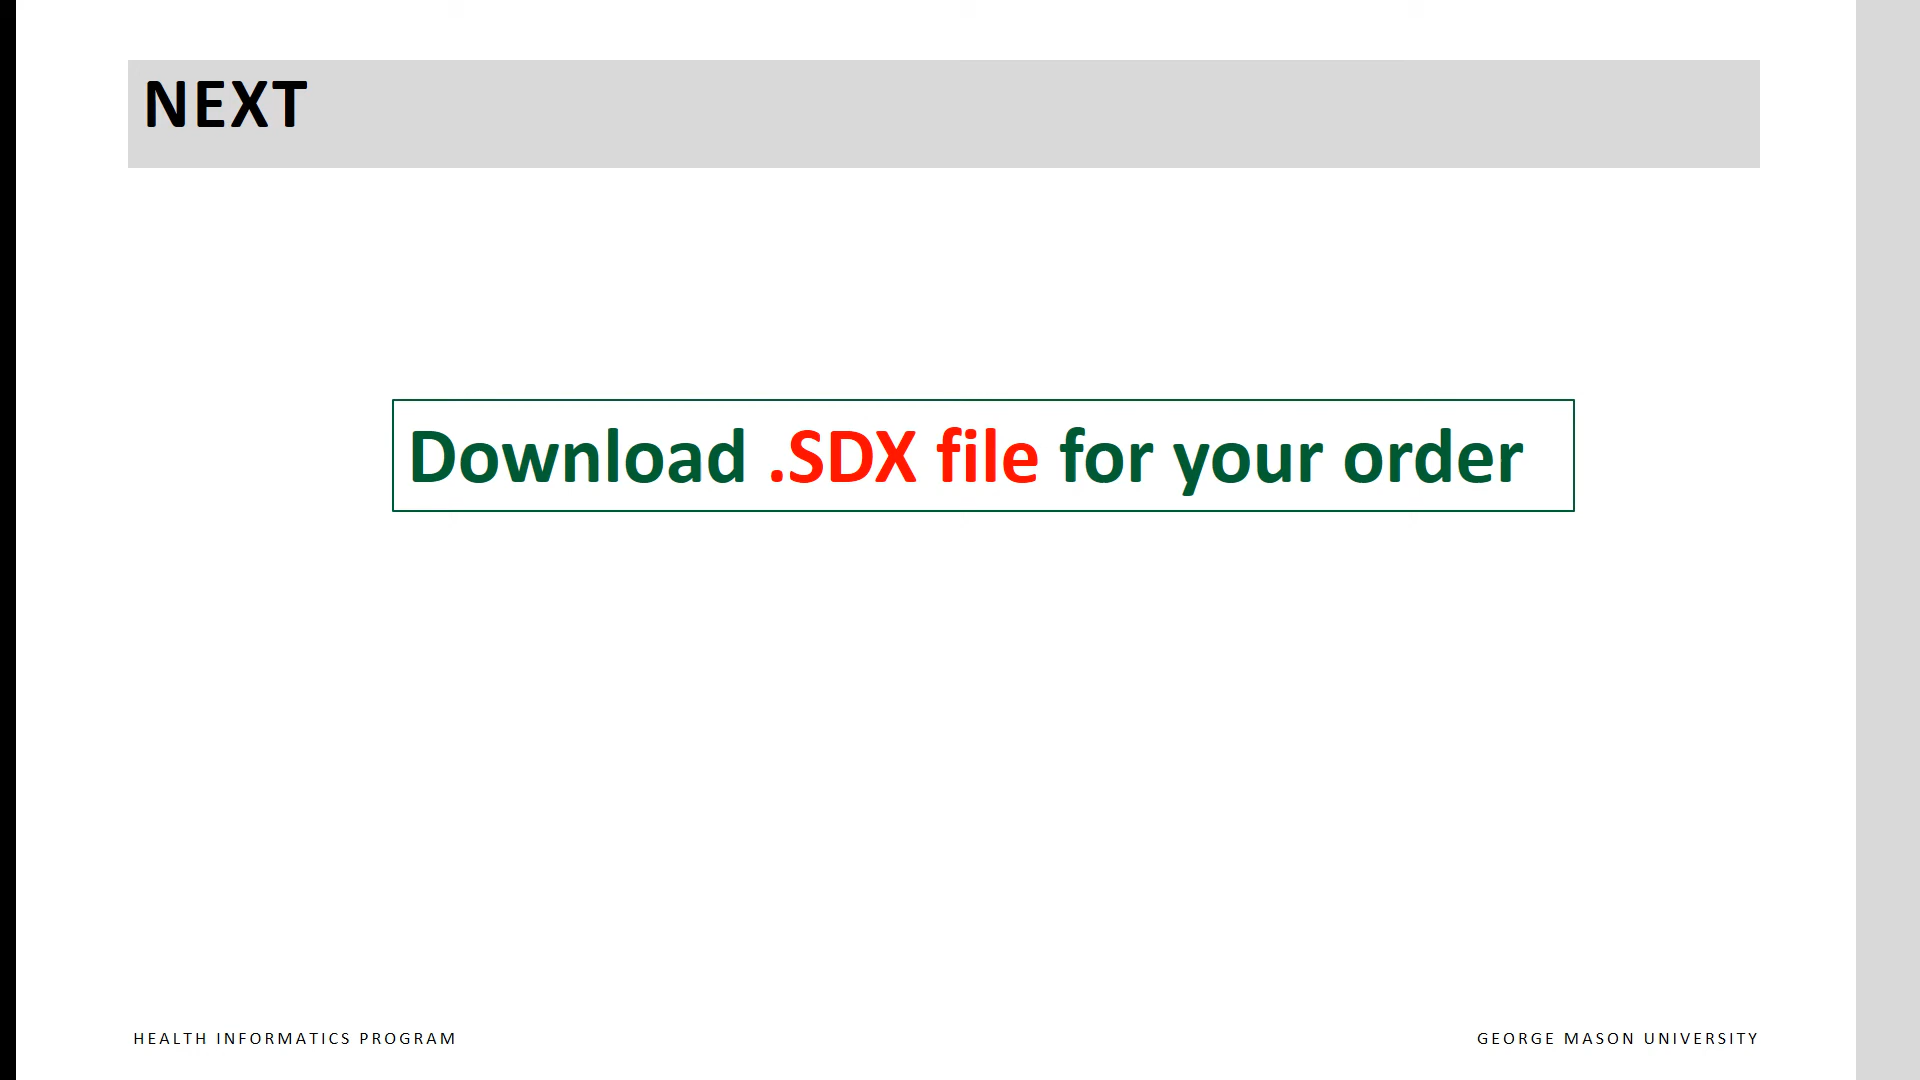 NEXT
Download .SDX file for your order
HEALTH INFORMATICS PROGRAM
GEORGE MASON UNIVERSITY